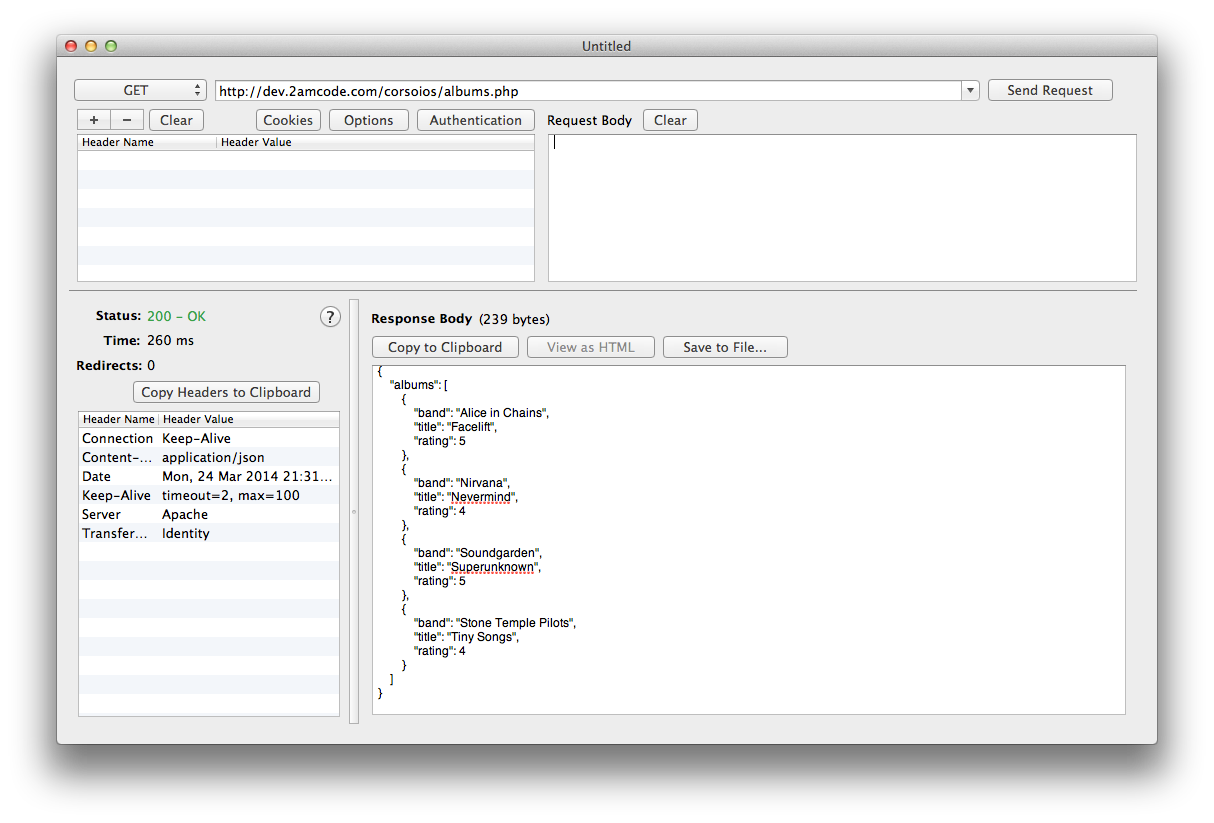 Untitled
GET http://dev.2amcode.com/corsoios/albums.php Send Request
+ − Clear Cookies Options Authentication Request Body Clear
Header Name Header Value
Status: 200 – OK ?
Time: 260 ms
Redirects: 0
Copy Headers to Clipboard
Header Name Header Value
Connection Keep-Alive
Content-... application/json
Date Mon, 24 Mar 2014 21:31...
Keep-Alive timeout=2, max=100
Server Apache
Transfer... Identity
Response Body (239 bytes)
Copy to Clipboard View as HTML Save to File...
{
"albums": [
{
"band": "Alice in Chains",
"title": "Facelift",
"rating": 5
},
{
"band": "Nirvana",
"title": "Nevermind",
"rating": 4
},
{
"band": "Soundgarden",
"title": "Superunknown",
"rating": 5
},
{
"band": "Stone Temple Pilots",
"title": "Tiny Songs",
"rating": 4
}
]
}